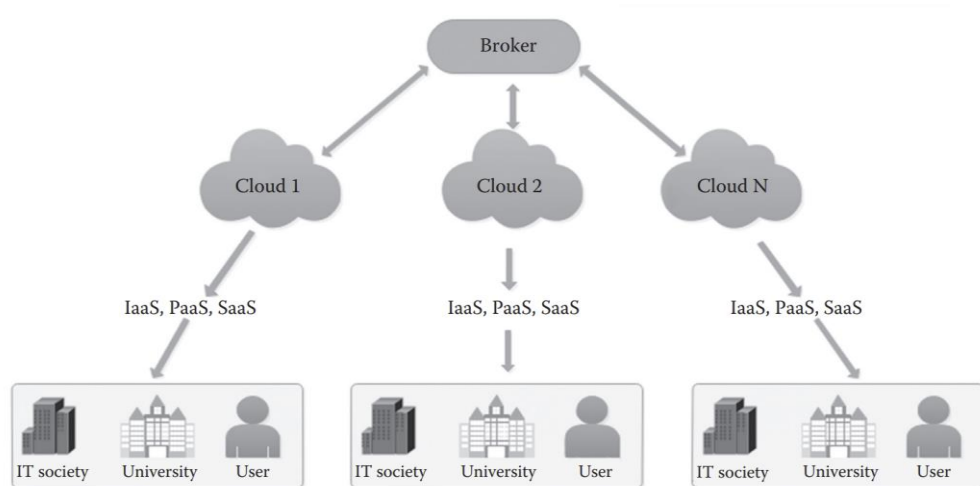 Broker
Cloud 1
Cloud 2
Cloud N
IaaS, PaaS, SaaS
IaaS, PaaS, SaaS
IaaS, PaaS, SaaS
IT society
University
User
IT society
University
User
IT society
University
User